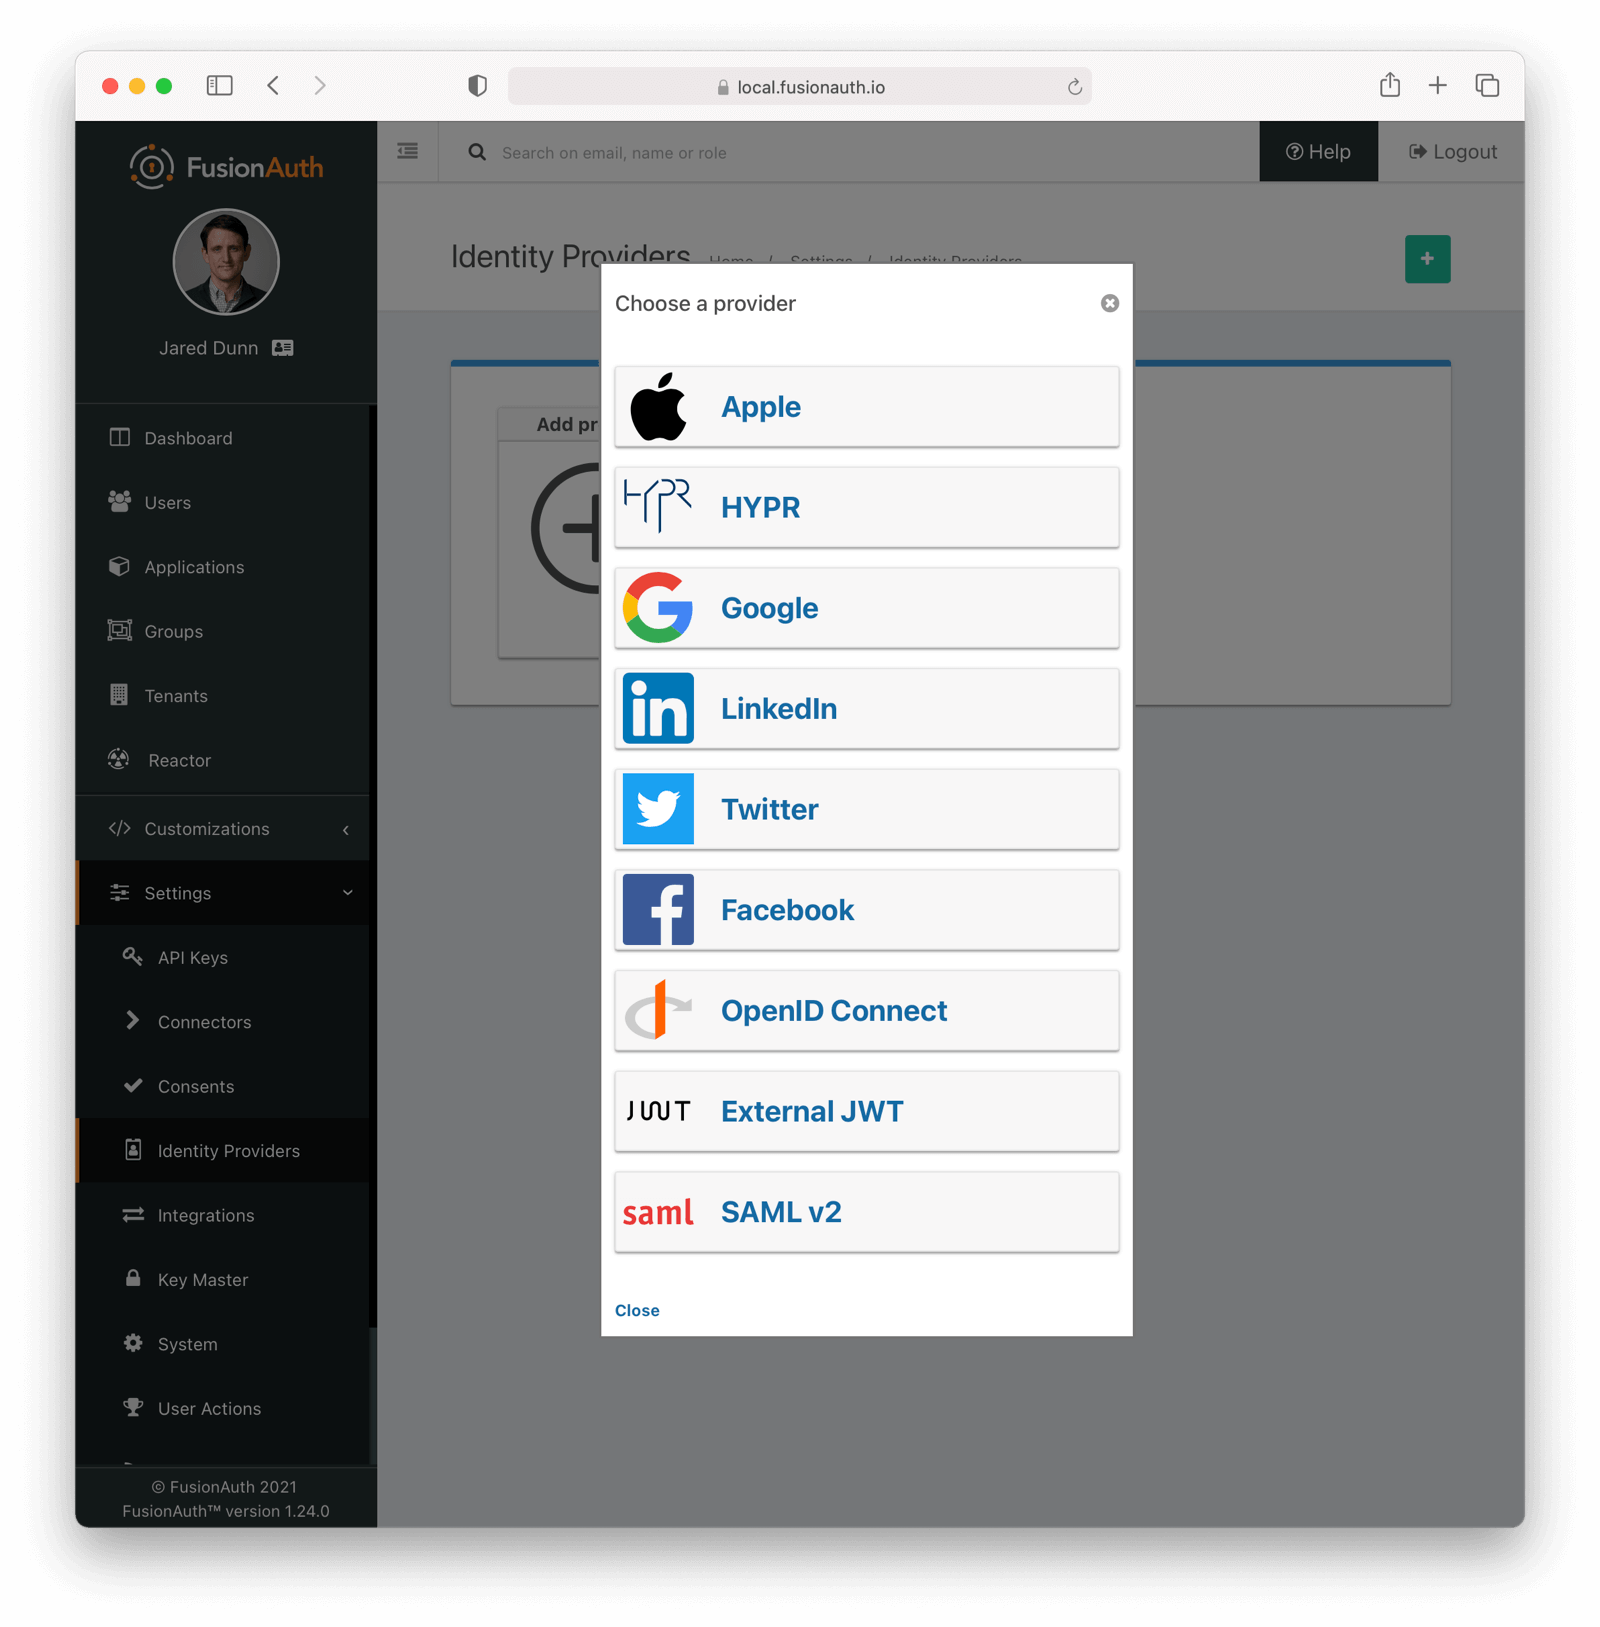 local.fusionauth.io
FusionAuth
Search on email, name or role
Help
Logout
Jared Dunn
Identity Providers
Home / Settings / Identity Providers
Choose a provider
Add pr
Apple
HYPR
HYPR
Google
in
LinkedIn
Twitter
Facebook
OpenID Connect
JWT
External JWT
saml
SAML v2
Close
Dashboard
Users
Applications
Groups
Tenants
Reactor
Customizations
Settings
API Keys
Connectors
Consents
Identity Providers
Integrations
Key Master
System
User Actions
© FusionAuth 2021
FusionAuth™ version 1.24.0